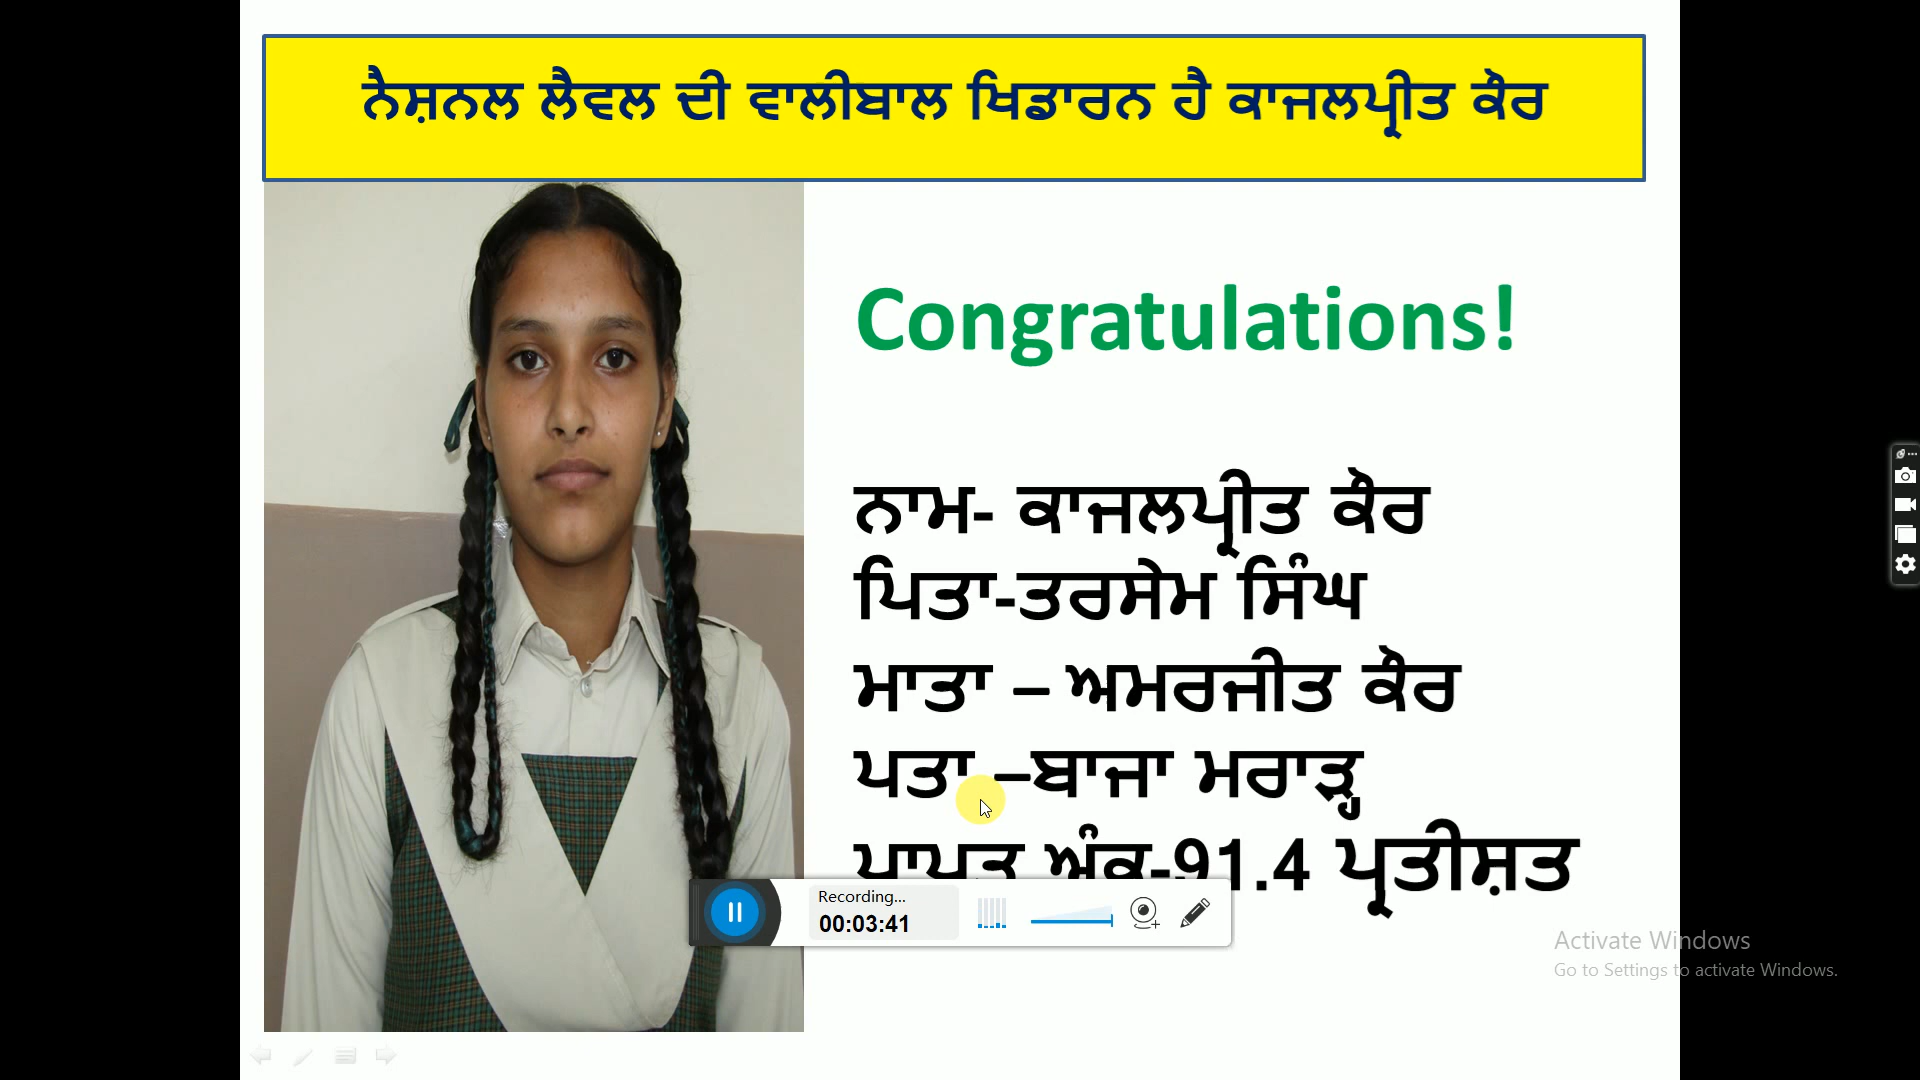 ਨੈਸ਼ਨਲ ਲੈਵਲ ਦੀ ਵਾਲੀਬਾਲ ਖਿਡਾਰਨ ਹੈ ਕਾਜਲਪ੍ਰੀਤ ਕੌਰ
Congratulations!
ਨਾਮ- ਕਾਜਲਪ੍ਰੀਤ ਕੌਰ
ਪਿਤਾ-ਤਰਸੇਮ ਸਿੰਘ
ਮਾਤਾ – ਅਮਰਜੀਤ ਕੌਰ
ਪਤਾ –ਬਾਜਾ ਮਰਾੜ੍ਹ
ਅੰਕ-91.4 ਪ੍ਰਤੀਸ਼ਤ
Recording...
00:03:41
Activate Windows
Go to Settings to activate Windows.